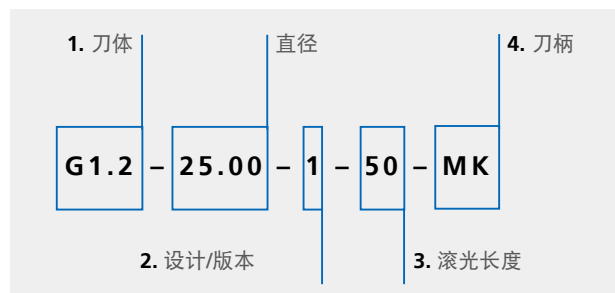 1. 刀体 直径 4. 刀柄
G1.2 – 25.00 – 1 – 50 – MK
2. 设计/版本 3. 滚光长度